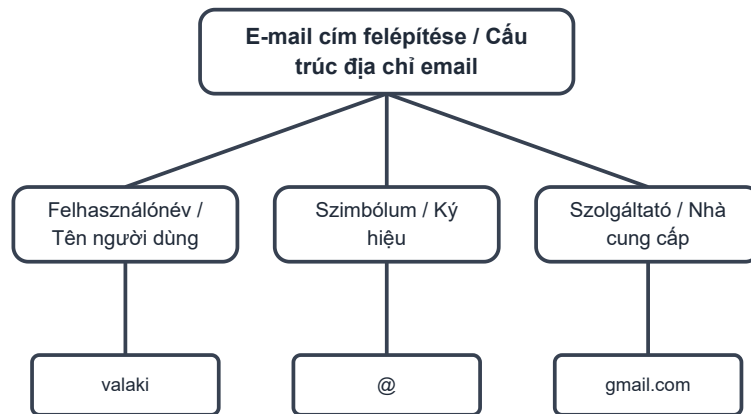 E-mail cím felépítése / Cấu
trúc địa chỉ email
Felhasználónév /
Tên người dùng
Szimbólum / Ký
hiệu
Szolgáltató / Nhà
cung cấp
valaki
@
gmail.com